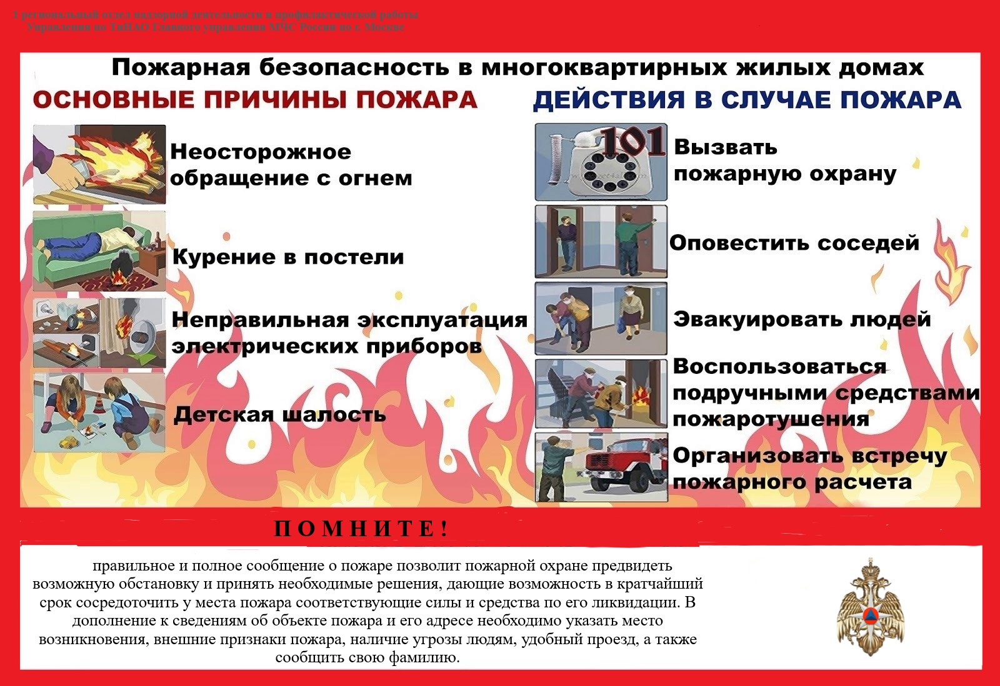 1 региональный отдел надзорной деятельности и профилактической работы
Управления по ТиНАО Главного управления МЧС России по г. Москве
Пожарная безопасность в многоквартирных жилых домах
ОСНОВНЫЕ ПРИЧИНЫ ПОЖАРА
Неосторожное
обращение с огнем
Курение в постели
Неправильная эксплуатация
электрических приборов
Детская шалость
ДЕЙСТВИЯ В СЛУЧАЕ ПОЖАРА
101
Вызвать
пожарную охрану
Оповестить соседей
Эвакуировать людей
Воспользоваться
подручными средствами
пожаротушения
Организовать встречу
пожарного расчета
ПОМНИТЕ!
правильное и полное сообщение о пожаре позволит пожарной охране предвидеть
возможную обстановку и принять необходимые решения, дающие возможность в кратчайший
срок сосредоточить у места пожара соответствующие силы и средства по его ликвидации. В
дополнение к сведениям об объекте пожара и его адресе необходимо указать место
возникновения, внешние признаки пожара, наличие угрозы людям, удобный проезд, а также
сообщить свою фамилию.